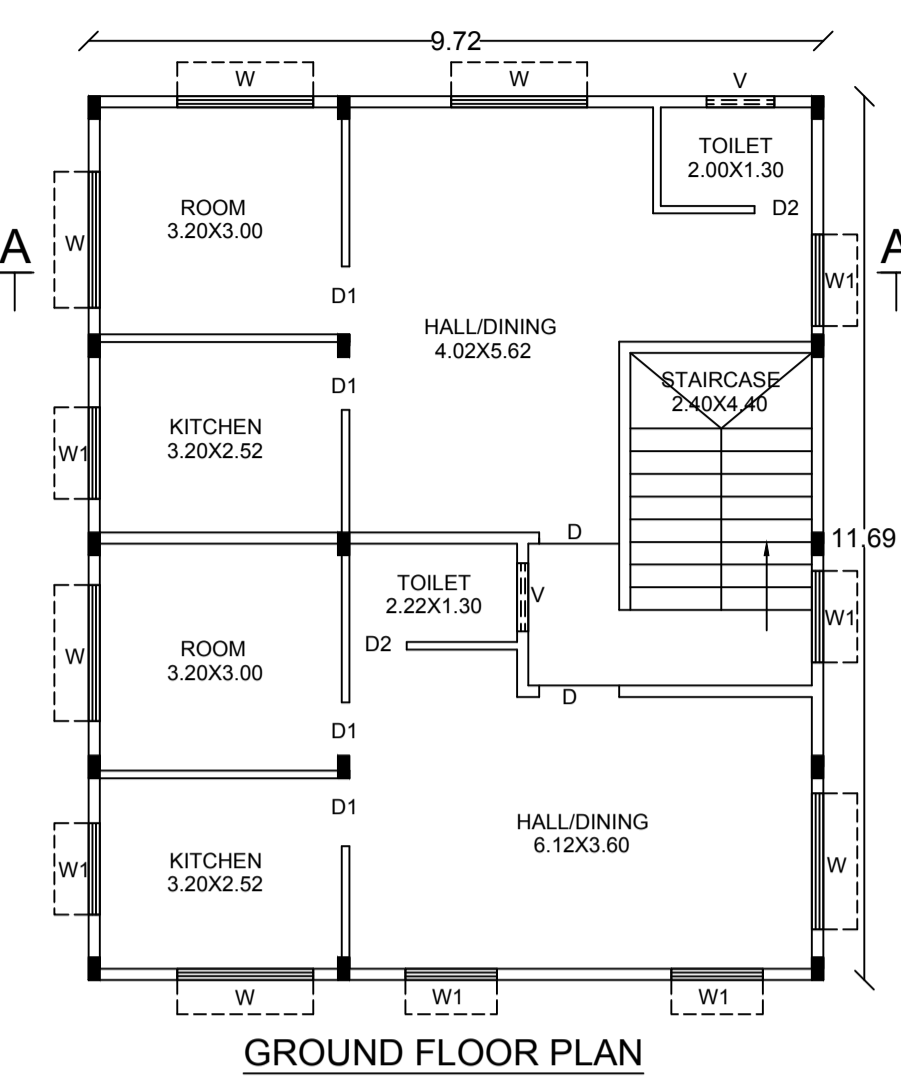 9.72
W
W
V
TOILET
2.00X1.30
D2
ROOM
3.20X3.00
A
W
A
W1
D1
HALL/DINING
4.02X5.62
D1
STAIRCASE
2.40X4.40
KITCHEN
3.20X2.52
W1
D
11.69
TOILET
2.22X1.30
V
W1
D2
ROOM
3.20X3.00
W
D
D1
D1
HALL/DINING
6.12X3.60
KITCHEN
3.20X2.52
W1
W
W
W1
W1
GROUND FLOOR PLAN